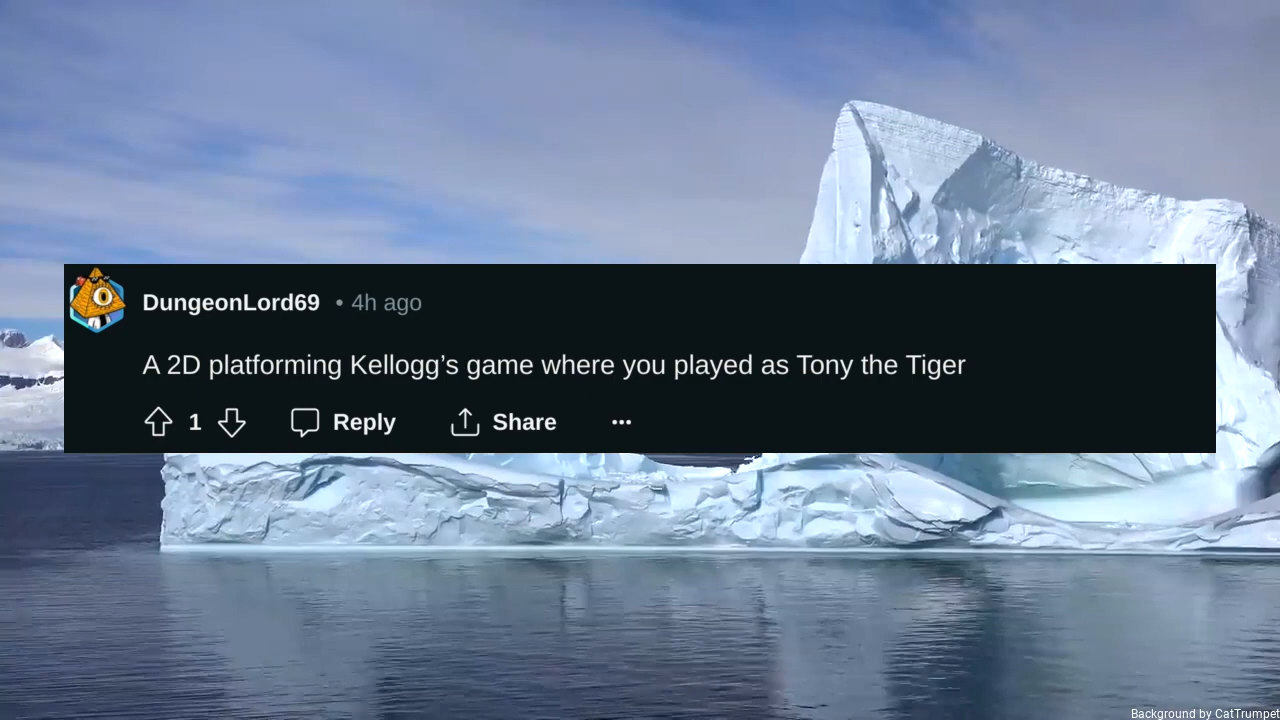 DungeonLord69 • 4h ago
A 2D platforming Kellogg’s game where you played as Tony the Tiger
1 Reply Share ...
Background by CatTrumpet